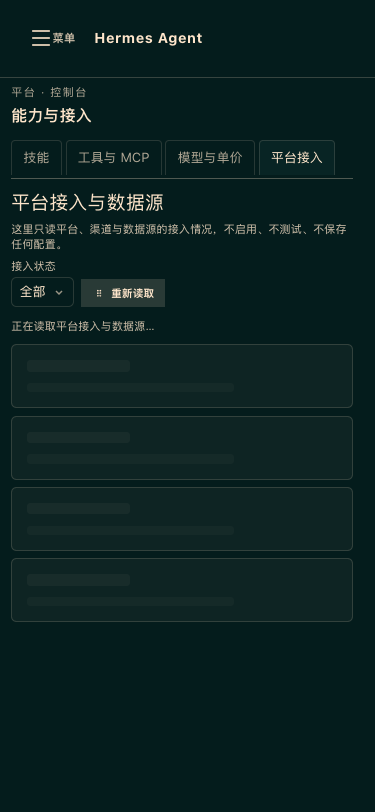 菜单
Hermes Agent
平台 · 控制台
能力与接入
技能
工具与 MCP
模型与单价
平台接入
平台接入与数据源
这里只读平台、渠道与数据源的接入情况，不启用、不测试、不保存
任何配置。
接入状态
全部
重新读取
正在读取平台接入与数据源…